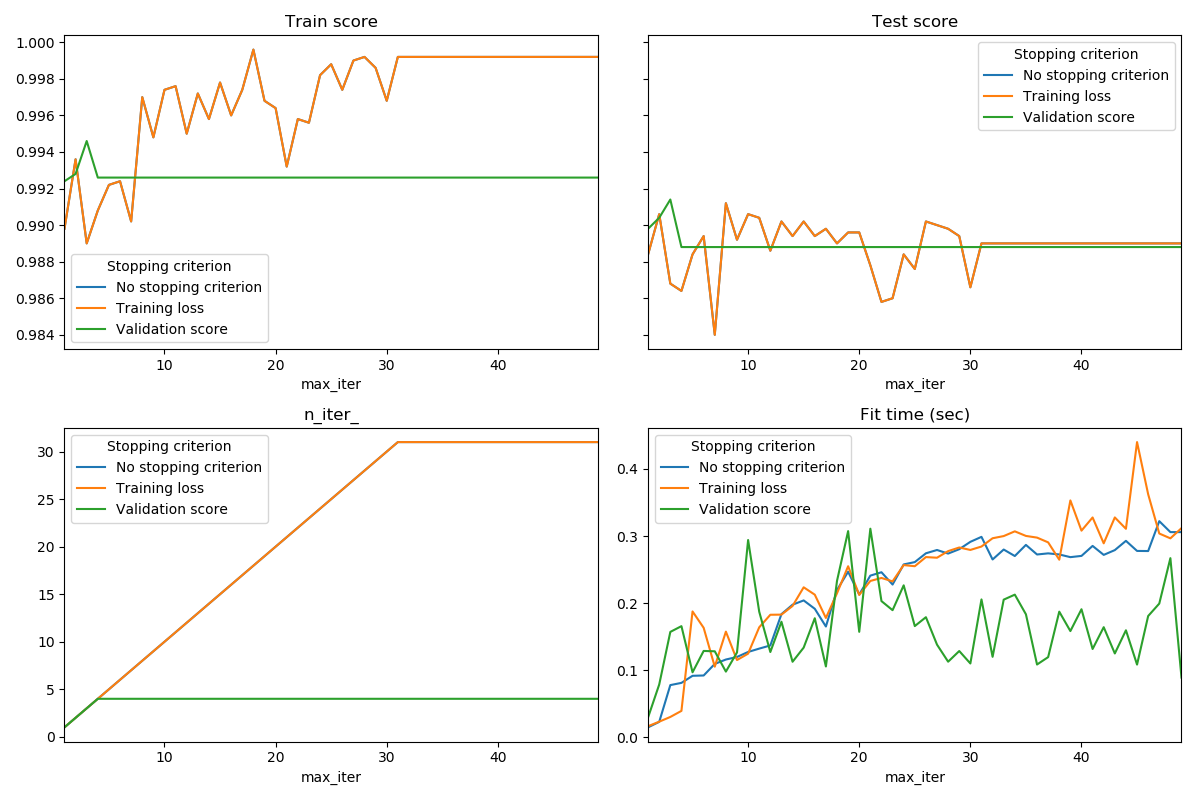 Train score
1.000
0.998
0.996
0.994
0.992
0.990
0.988
0.986
0.984
Stopping criterion
No stopping criterion
Training loss
Validation score
10 20 30 40
max_iter
Test score
Stopping criterion
No stopping criterion
Training loss
Validation score
10 20 30 40
max_iter
n_iter_
30
25
20
15
10
5
0
Stopping criterion
No stopping criterion
Training loss
Validation score
10 20 30 40
max_iter
Fit time (sec)
0.4
0.3
0.2
0.1
0.0
Stopping criterion
No stopping criterion
Training loss
Validation score
10 20 30 40
max_iter